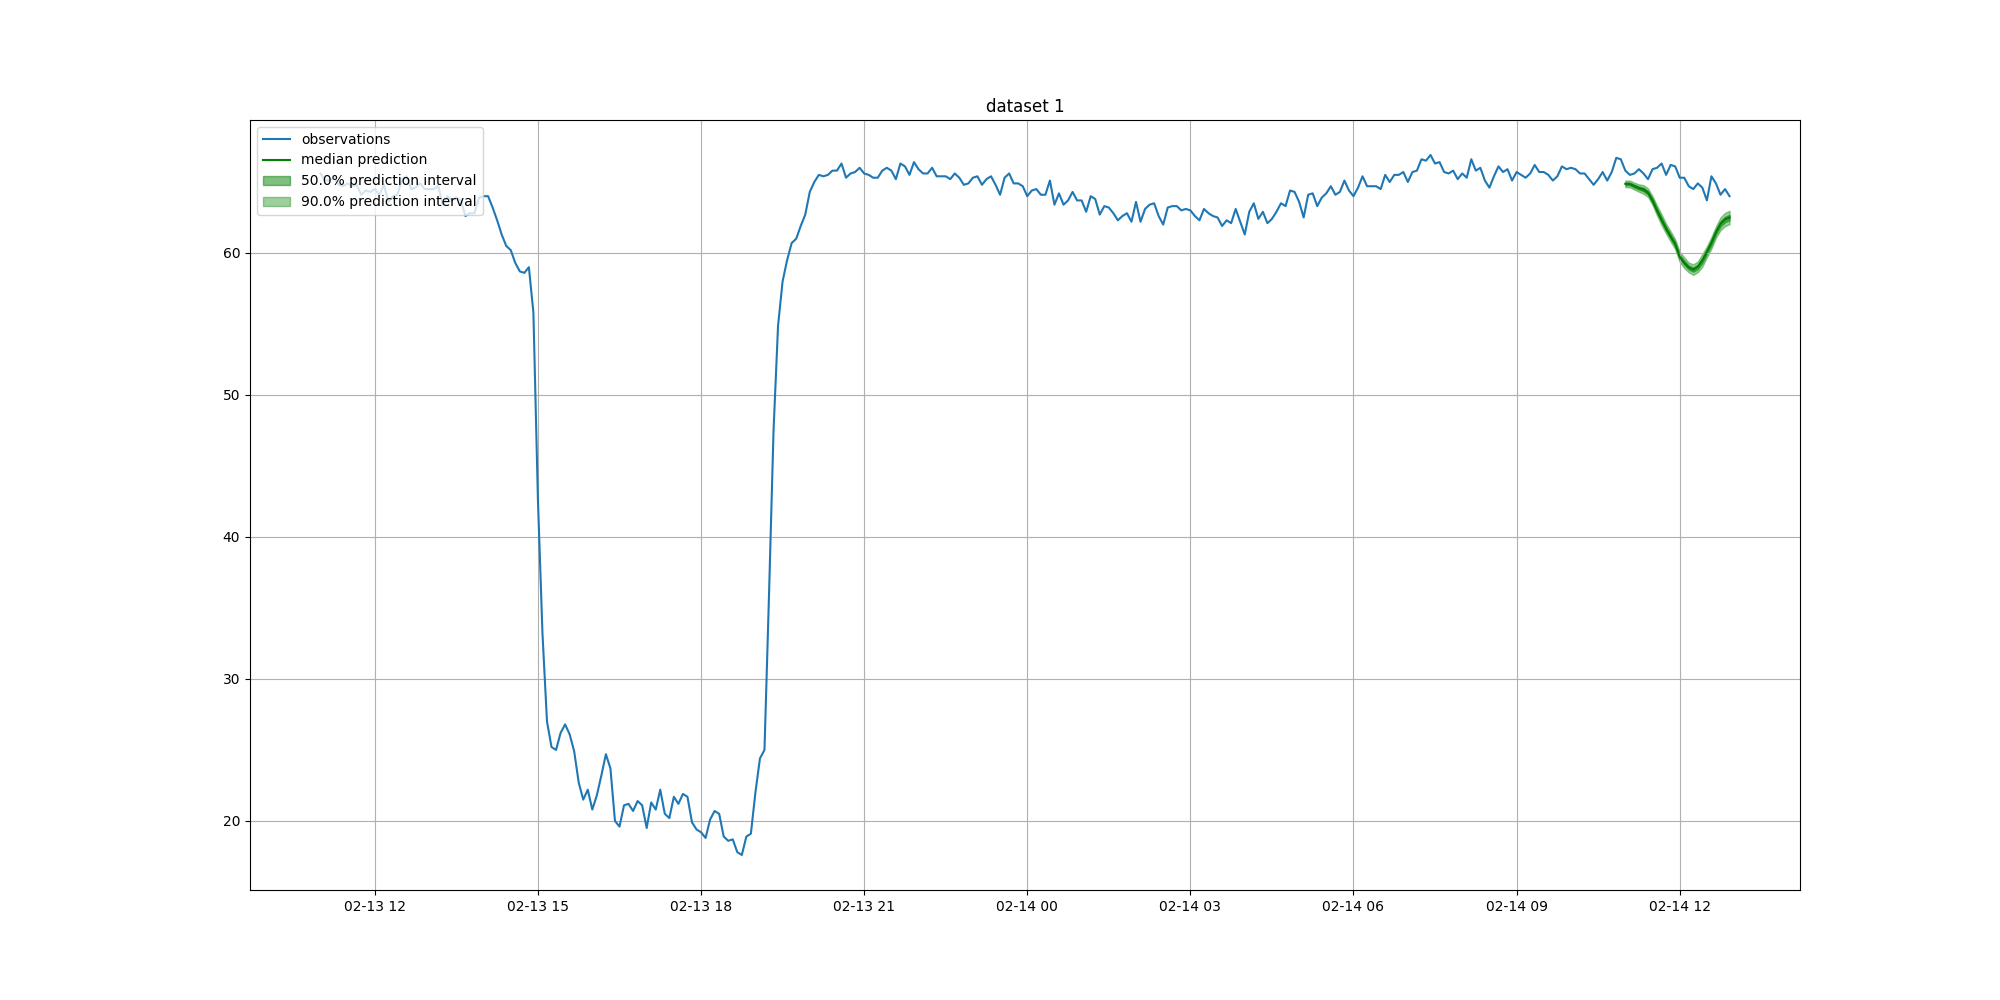 dataset 1
observations
median prediction
50.0% prediction interval
90.0% prediction interval
60
50
40
30
20
02-13 12 02-13 15 02-13 18 02-13 21 02-14 00 02-14 03 02-14 06 02-14 09 02-14 12